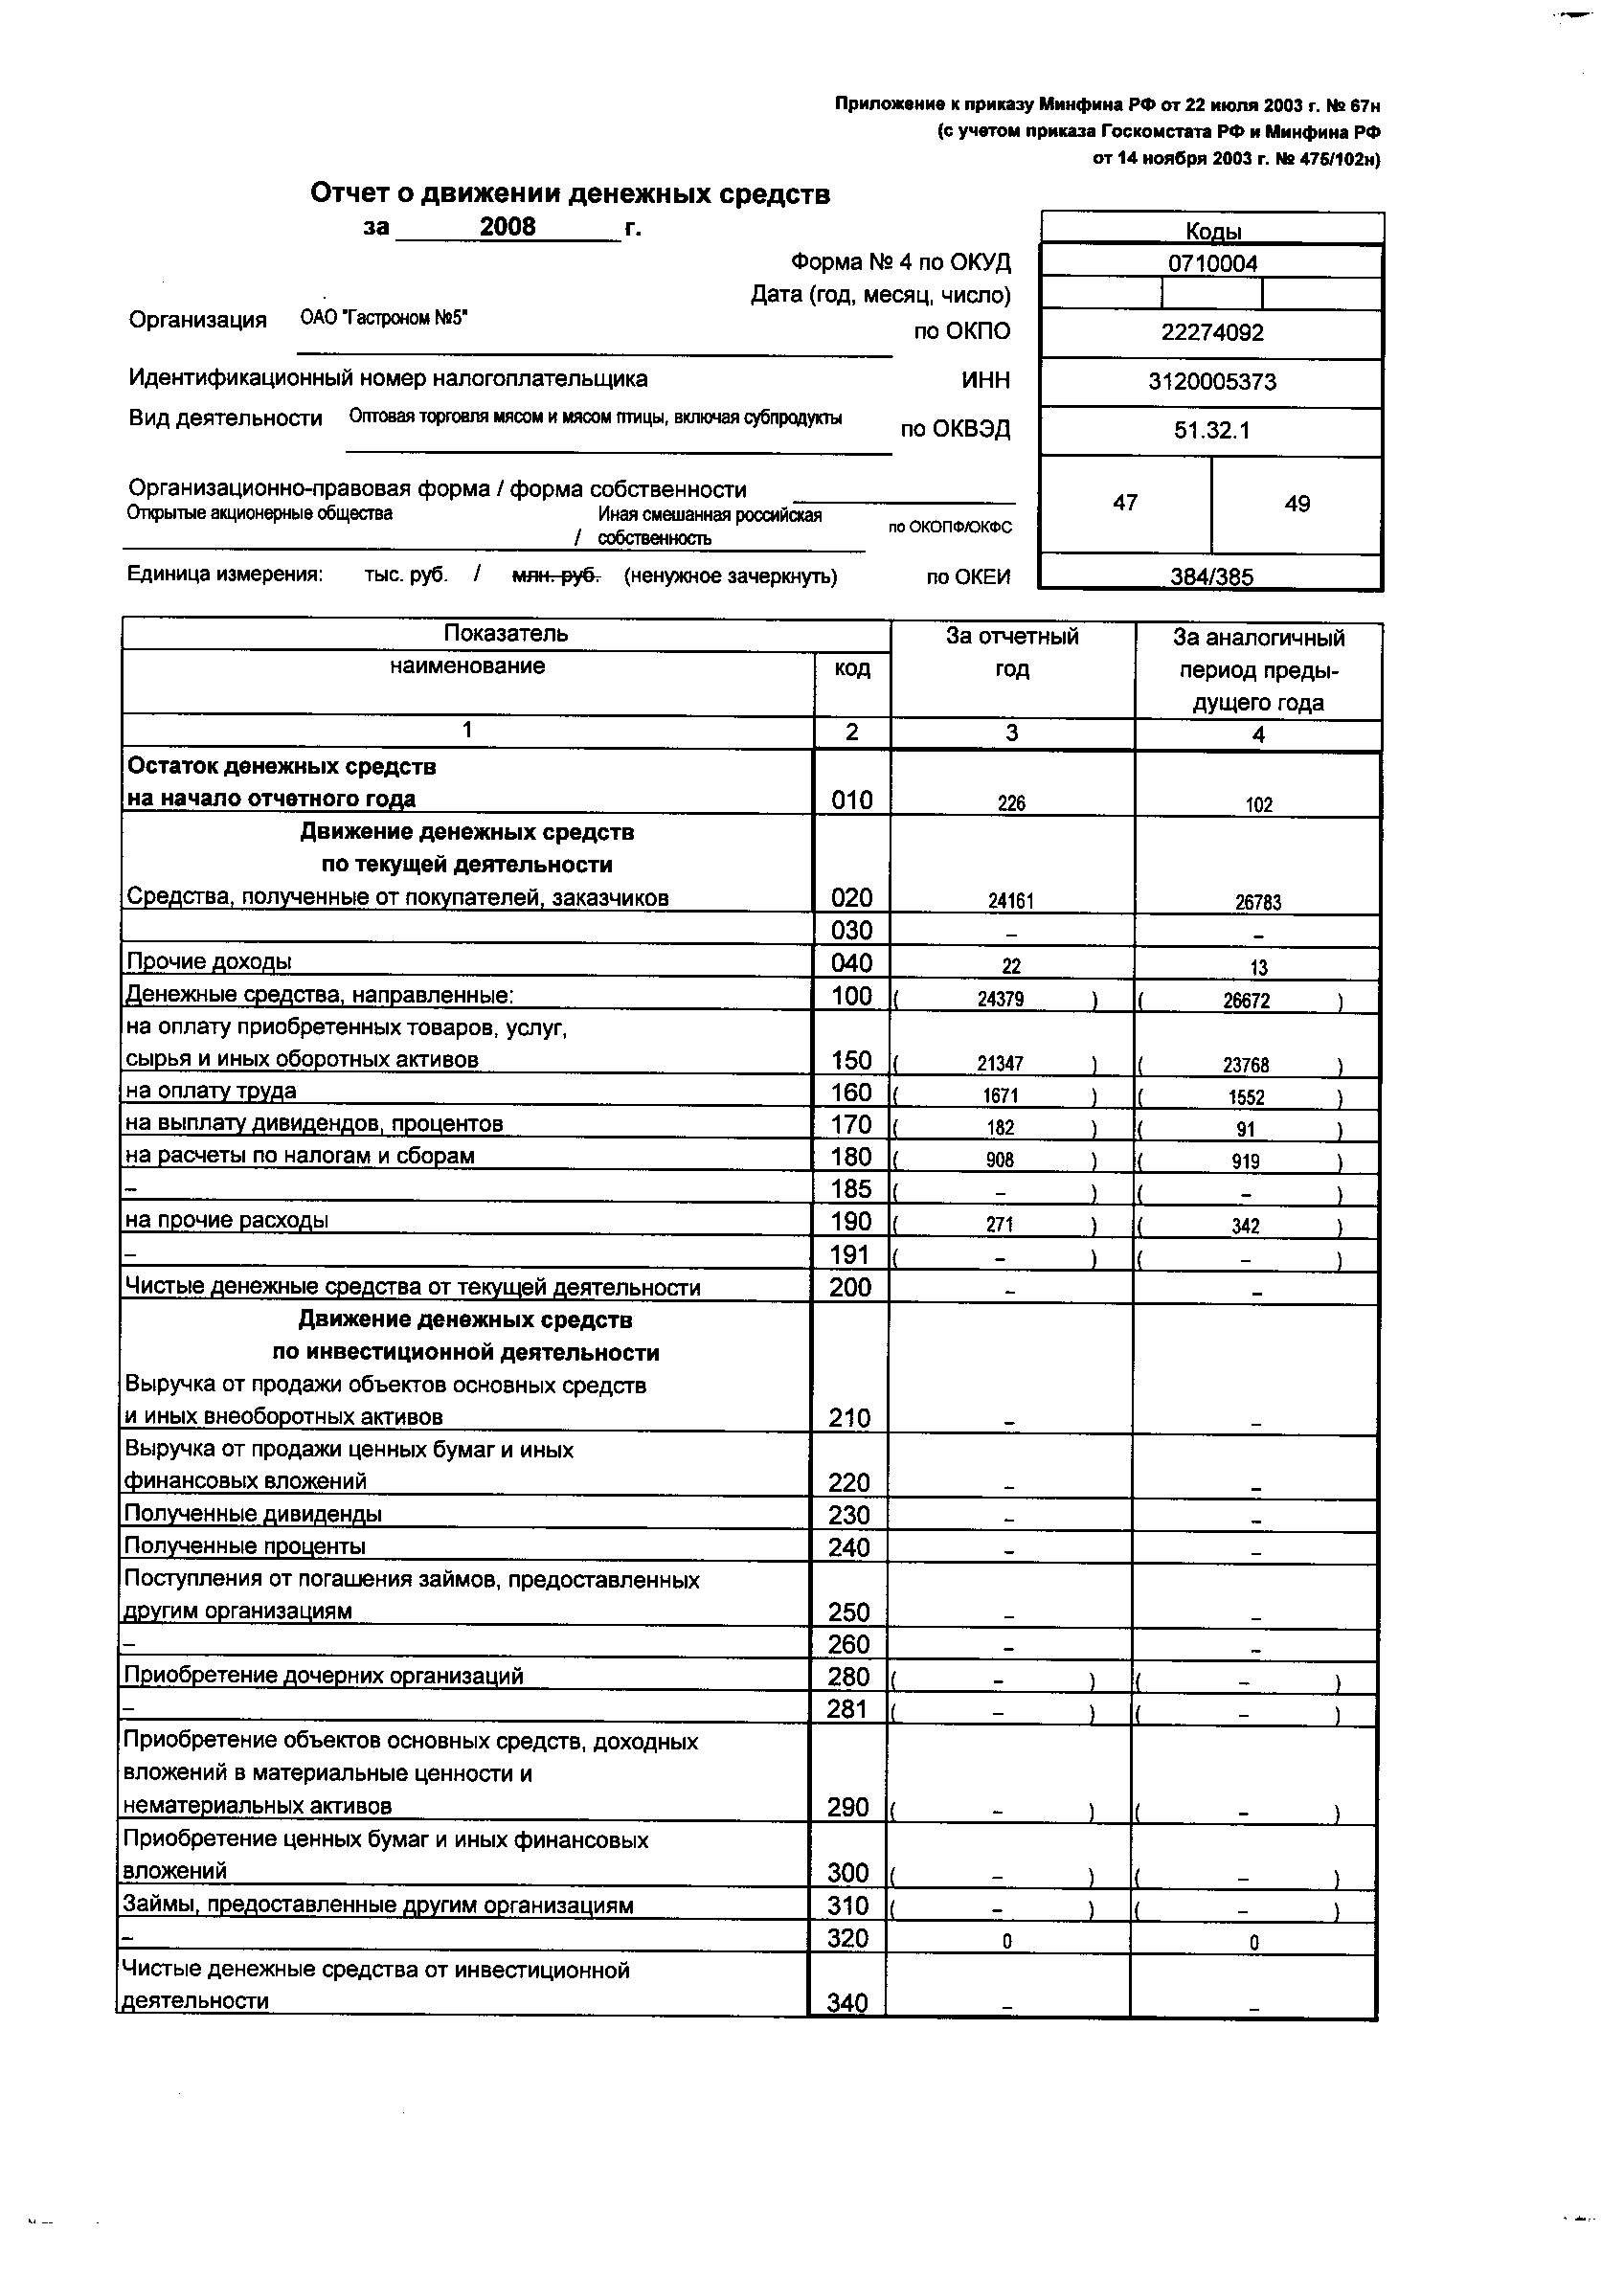 Приложение к приказу Минфина РФ от 22 июля 2003 г. № 67н
(с учетом приказа Госкомстата РФ и Минфина РФ
от 14 ноября 2003 г. № 475/102н)
Отчет о движении денежных средств
за 2008 г.
Коды
Форма № 4 по ОКУД 0710004
Дата (год, месяц, число)
Организация ОАО "Гастроном №5" по ОКПО 22274092
Идентификационный номер налогоплательщика ИНН 3120005373
Вид деятельности Оптовая торговля мясом и мясом птицы, включая субпродукты по ОКВЭД 51.32.1
Организационно-правовая форма / форма собственности
47 49
Открытые акционерные общества Иная смешанная российская по ОКОПФ/ОКФС
/ собственность
Единица измерения: тыс. руб. / млн. руб. (ненужное зачеркнуть) по ОКЕИ 384/385
Показатель За отчетный За аналогичный
наименование код год период преды-
дущего года
1 2 3 4
Остаток денежных средств
на начало отчетного года 010 226 102
Движение денежных средств
по текущей деятельности
Средства, полученные от покупателей, заказчиков 020 24161 26783
030 – –
Прочие доходы 040 22 13
Денежные средства, направленные: 100 ( 24379 ) ( 26672 )
на оплату приобретенных товаров, услуг,
сырья и иных оборотных активов 150 ( 21347 ) ( 23768 )
на оплату труда 160 ( 1671 ) ( 1552 )
на выплату дивидендов, процентов 170 ( 182 ) ( 91 )
на расчеты по налогам и сборам 180 ( 908 ) ( 919 )
– 185 ( – ) ( – )
на прочие расходы 190 ( 271 ) ( 342 )
– 191 ( – ) ( – )
Чистые денежные средства от текущей деятельности 200 – –
Движение денежных средств
по инвестиционной деятельности
Выручка от продажи объектов основных средств
и иных внеоборотных активов 210 – –
Выручка от продажи ценных бумаг и иных
финансовых вложений 220 – –
Полученные дивиденды 230 – –
Полученные проценты 240 – –
Поступления от погашения займов, предоставленных
другим организациям 250 – –
– 260 – –
Приобретение дочерних организаций 280 ( – ) ( – )
– 281 ( – ) ( – )
Приобретение объектов основных средств, доходных
вложений в материальные ценности и
нематериальных активов 290 ( – ) ( – )
Приобретение ценных бумаг и иных финансовых
вложений 300 ( – ) ( – )
Займы, предоставленные другим организациям 310 ( – ) ( – )
– 320 0 0
Чистые денежные средства от инвестиционной
деятельности 340 – –